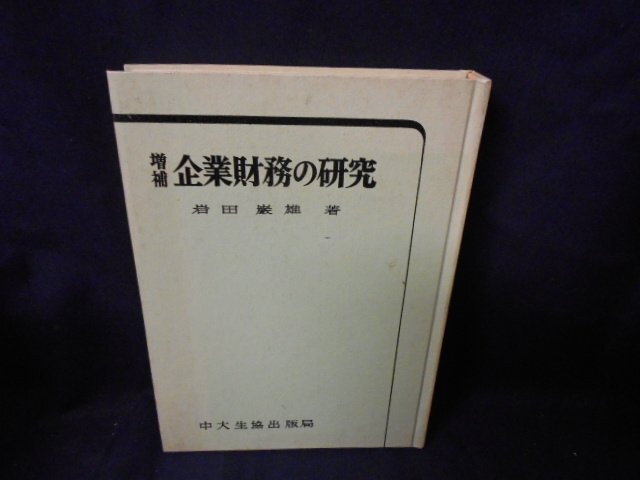 増補 企業財務の研究
岩田巌雄 著
中大生協出版局